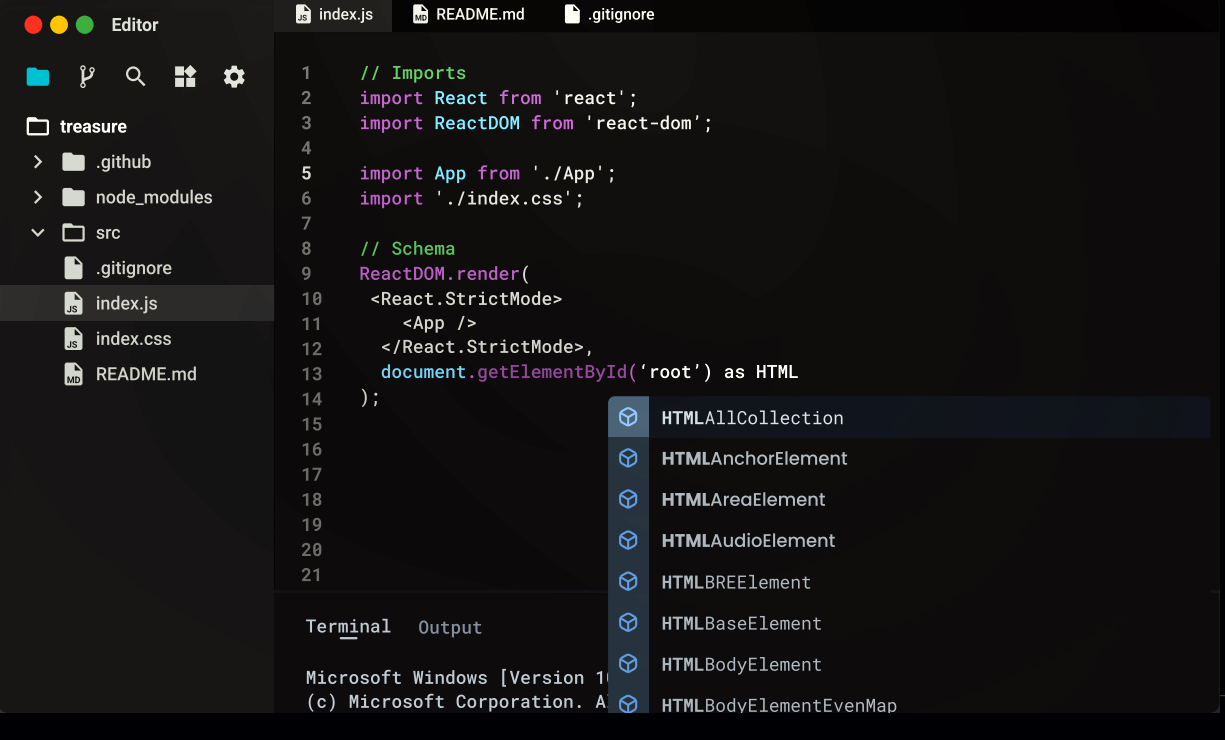 Editor
index.js
README.md
.gitignore
treasure
.github
node_modules
src
.gitignore
index.js
index.css
README.md
1 // Imports
2 import React from 'react';
3 import ReactDOM from 'react-dom’;
4
5 import App from './App';
6 import './index.css';
7
8 // Schema
9 ReactDOM.render(
10 <React.StrictMode>
11 <App />
12 </React.StrictMode>,
13 document.getElementById(‘root’) as HTML
14 );
15
16
17
18
19
20
21
HTMLAllCollection
HTMLAnchorElement
HTMLAreaElement
HTMLAudioElement
HTMLBREElement
HTMLBaseElement
HTMLBodyElement
HTMLBodyElementEvenMap
Terminal Output
Microsoft Windows [Version
(c) Microsoft Corporation.